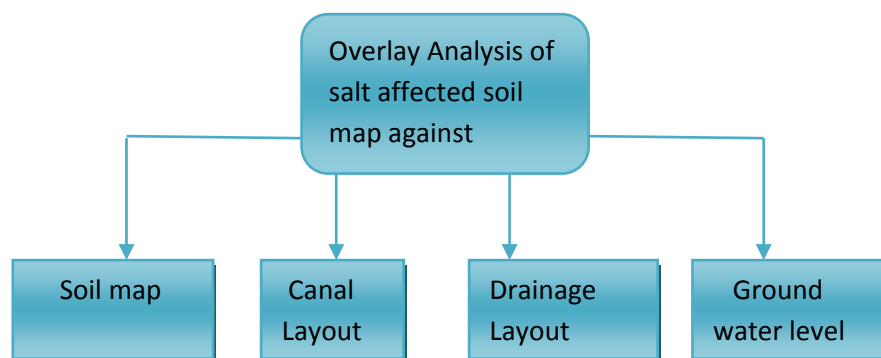 Overlay Analysis of
salt affected soil
map against
Soil map
Canal
Layout
Drainage
Layout
Ground
water level